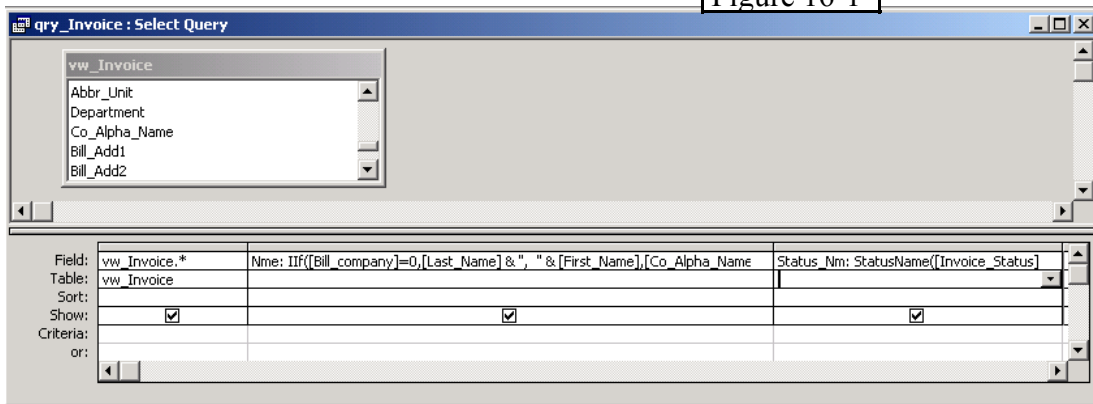 Figure 10-1
qry_Invoice : Select Query
vw_Invoice
Abbr_Unit
Department
Co_Alpha_Name
Bill_Add1
Bill_Add2
Field: vw_Invoice.* Nme: IIf([Bill_company]=0,[Last_Name] & ",  " & [First_Name],[Co_Alpha_Name Status_Nm: StatusName([Invoice_Status]
Table: vw_Invoice
Sort:
Show:
Criteria:
or: